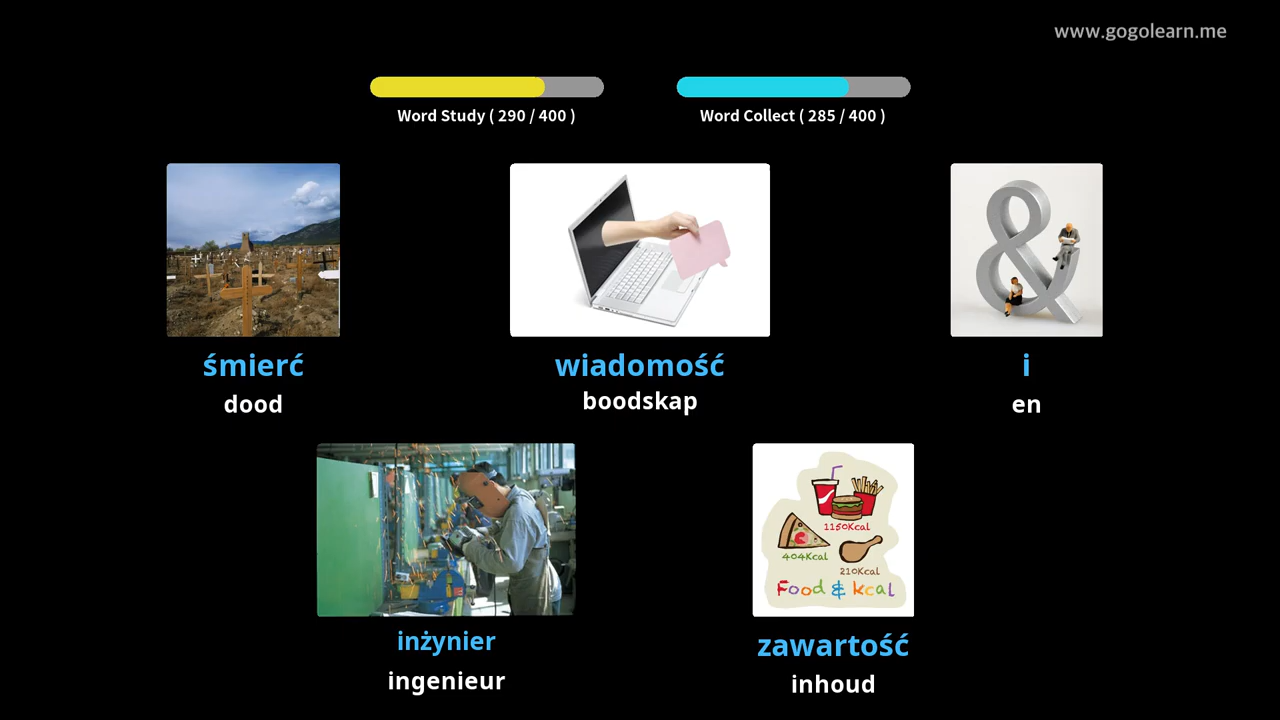 www.gogolearn.me
Word Study ( 290 / 400 )
Word Collect ( 285 / 400 )
śmierć
dood
wiadomość
boodskap
i
en
1150Kcal
404Kcal
210Kcal
Food & kcal
inżynier
ingenieur
zawartość
inhoud